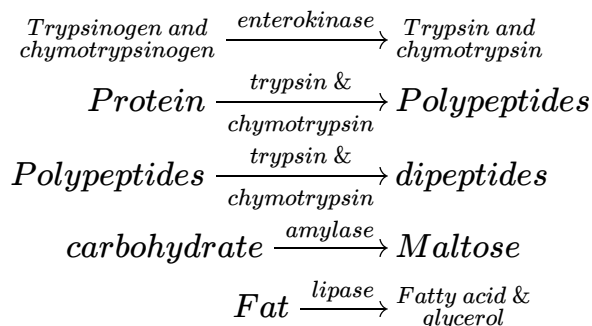 Trypsinogen and chymotrypsinogen enterokinase Trypsin and chymotrypsin
Protein trypsin & chymotrypsin Polypeptides
Polypeptides trypsin & chymotrypsin dipeptides
carbohydrate amylase Maltose
Fat lipase Fatty acid & glycerol